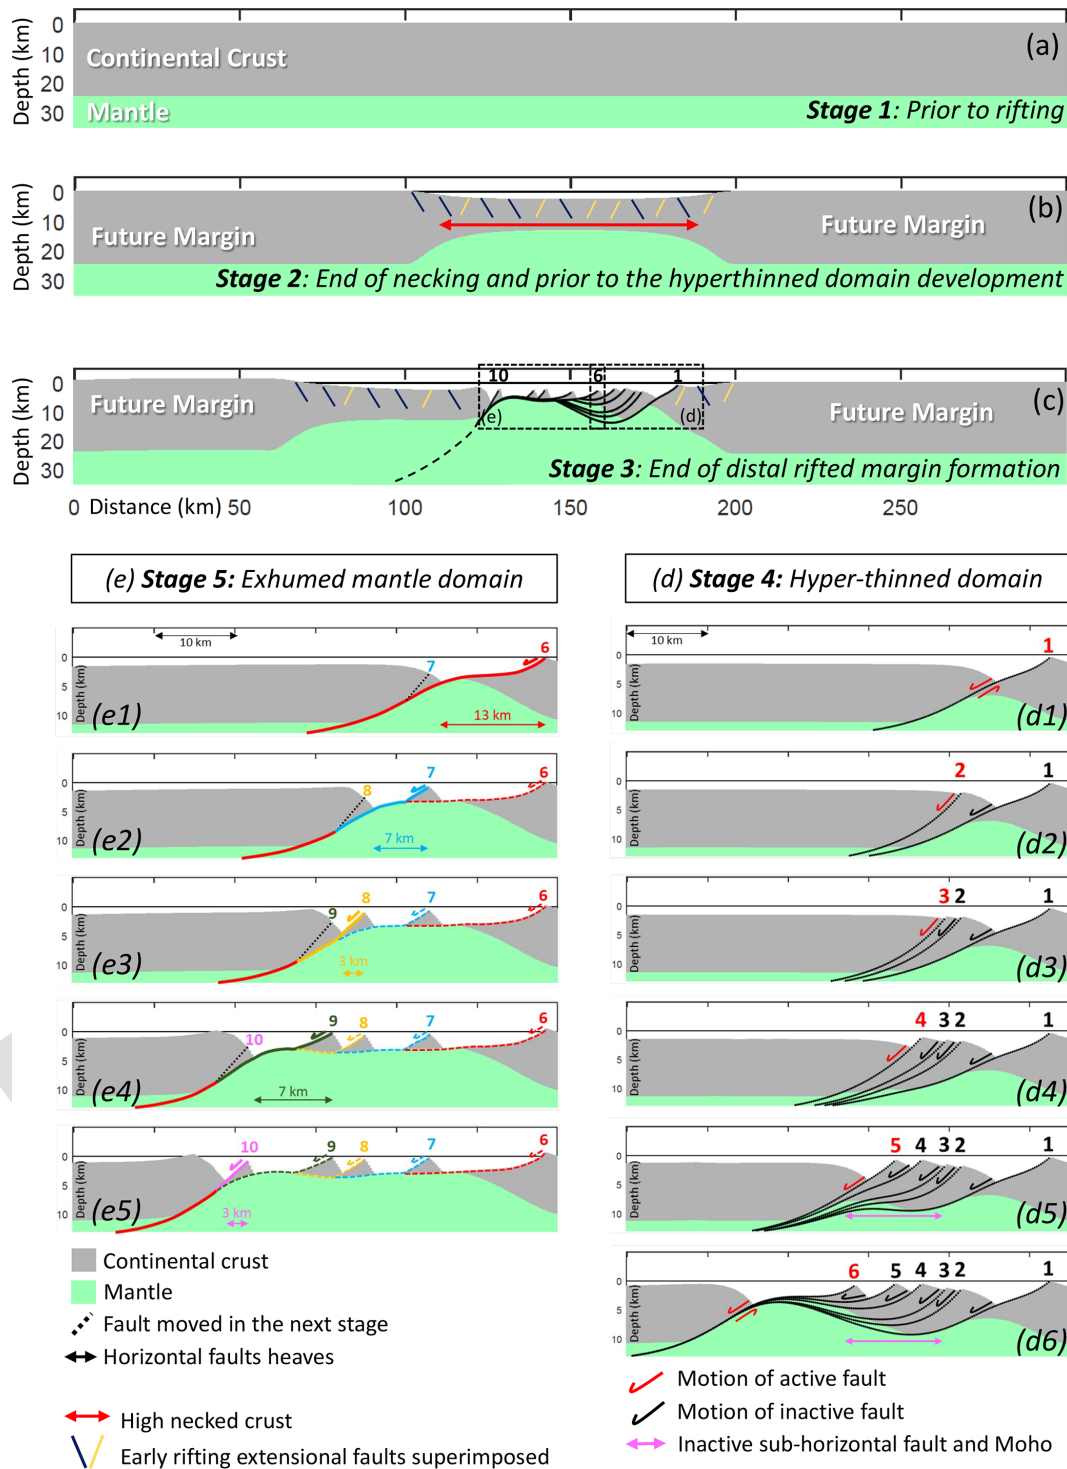 Depth (km)
0
10
20
30
Continental Crust
Mantle
(a)
Stage 1: Prior to rifting
Depth (km)
0
10
20
30
Future Margin
Future Margin
(b)
Stage 2: End of necking and prior to the hyperthinned domain development
Depth (km)
0
10
20
30
10
6
1
Future Margin
(e)
(d)
Future Margin
(c)
Stage 3: End of distal rifted margin formation
0 Distance (km) 50 100 150 200 250
(e) Stage 5: Exhumed mantle domain
10 km
0
5
10
Depth (km)
7
6
13 km
(e1)
0
5
10
Depth (km)
8
7
6
7 km
(e2)
0
5
10
Depth (km)
9
8
7
6
3 km
(e3)
0
5
10
Depth (km)
10
9
8
7
6
7 km
(e4)
0
5
10
Depth (km)
10
9
8
7
6
3 km
(e5)
(d) Stage 4: Hyper-thinned domain
10 km
0
5
10
Depth (km)
1
(d1)
0
5
10
Depth (km)
2
1
(d2)
0
5
10
Depth (km)
3 2
1
(d3)
0
5
10
Depth (km)
4 3 2
1
(d4)
0
5
10
Depth (km)
5 4 3 2
1
(d5)
0
5
10
Depth (km)
6 5 4 3 2
1
(d6)
Continental crust
Mantle
Fault moved in the next stage
Horizontal faults heaves
High necked crust
Early rifting extensional faults superimposed
Motion of active fault
Motion of inactive fault
Inactive sub-horizontal fault and Moho